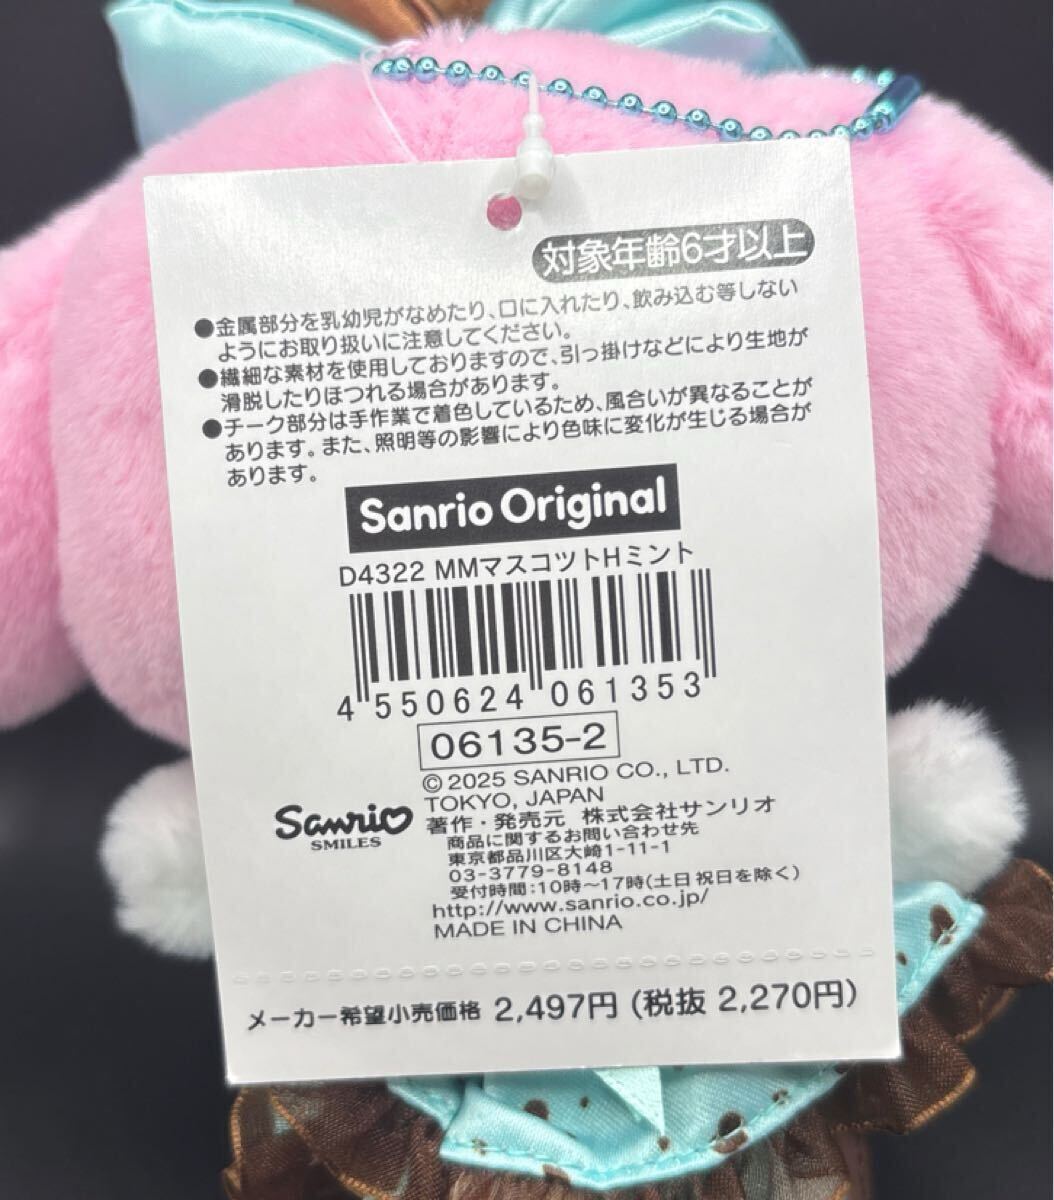 対象年齢6才以上
●金属部分を乳幼児がなめたり、口に入れたり、飲み込む等しない
ようにお取り扱いに注意してください。
●繊細な素材を使用しておりますので、引っ掛けなどにより生地が
滑脱したりほつれる場合があります。
●チーク部分は手作業で着色しているため、風合いが異なることが
あります。また、照明等の影響により色味に変化が生じる場合が
あります。
Sanrio Original
D4322 MMマスコツトHミント
4 550624 061353
06135-2
© 2025 SANRIO CO., LTD.
TOKYO, JAPAN
Sanrio
SMILES
著作・発売元 株式会社サンリオ
商品に関するお問い合わせ先
東京都品川区大崎1-11-1
03-3779-8148
受付時間:10時〜17時(土日祝日を除く)
http://www.sanrio.co.jp/
MADE IN CHINA
メーカー希望小売価格 2,497円 (税抜 2,270円)